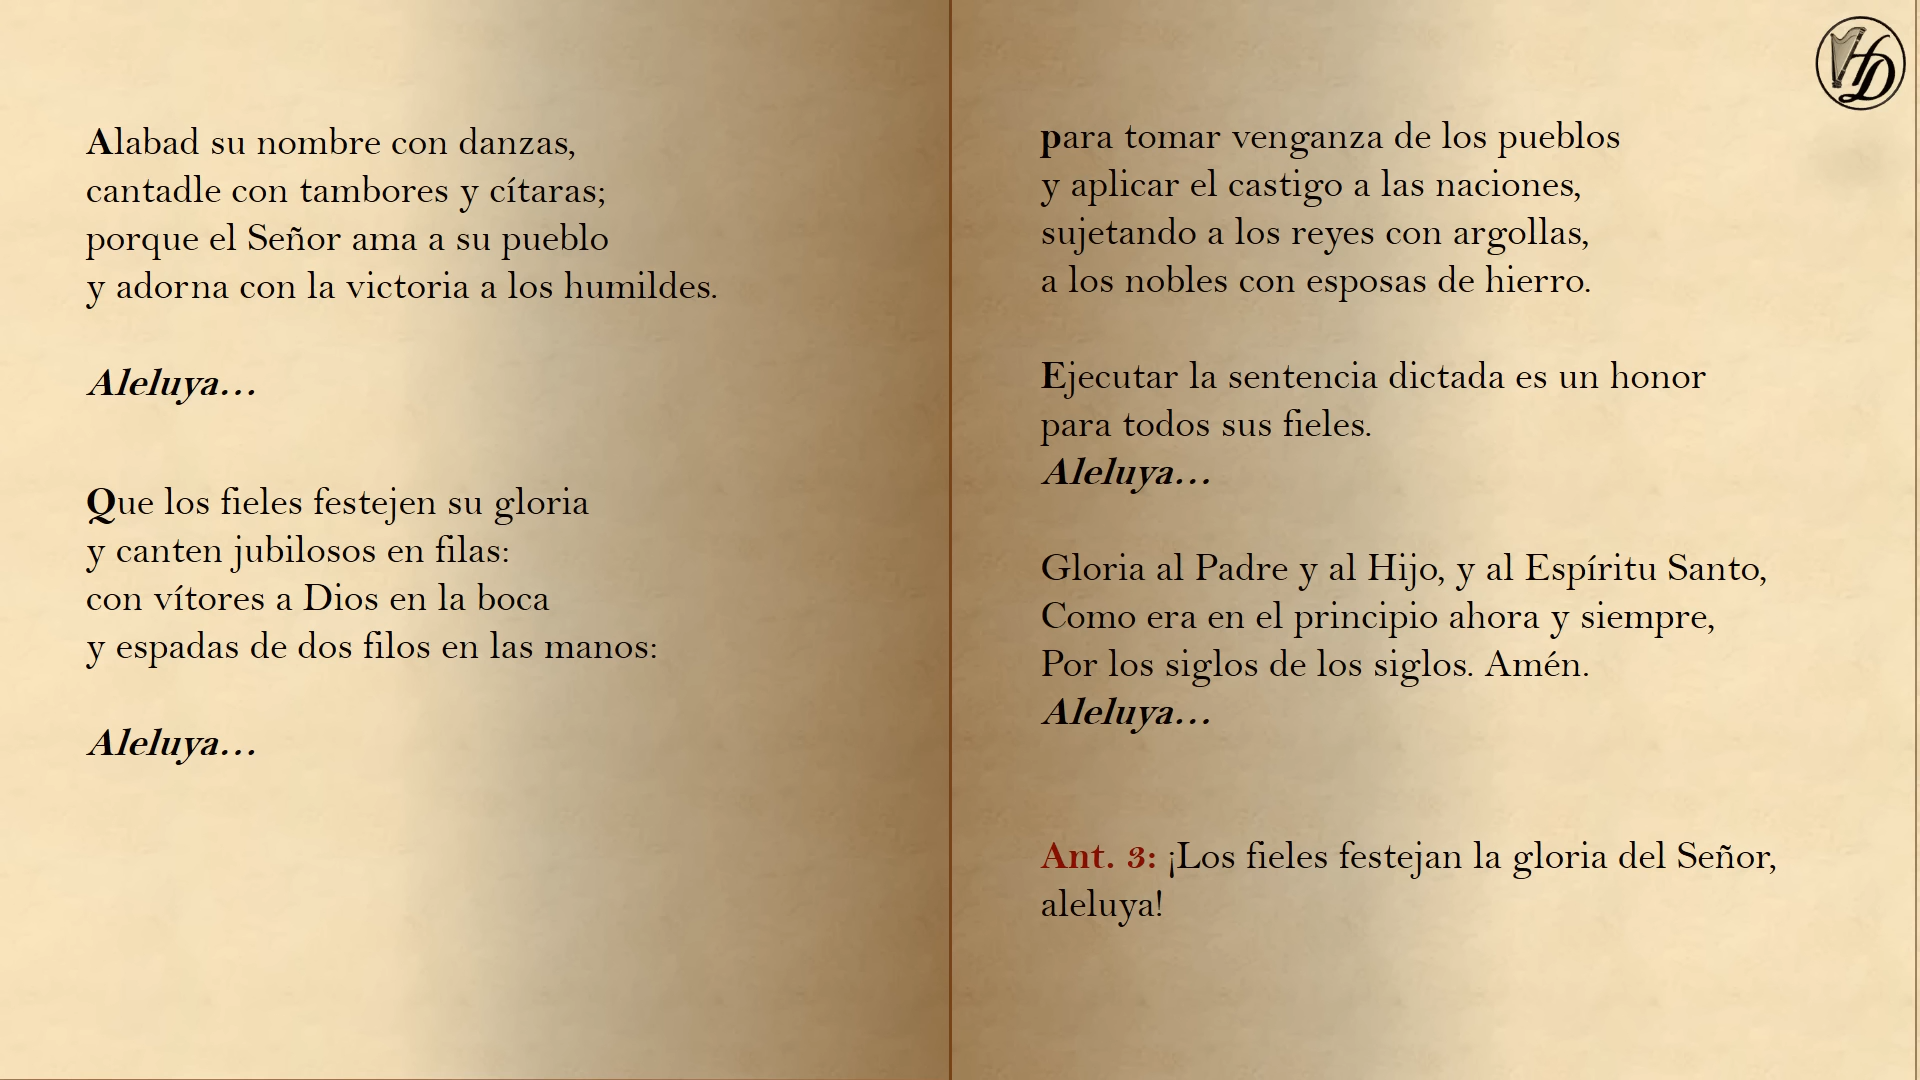 Alabad su nombre con danzas,
cantadle con tambores y cítaras;
porque el Señor ama a su pueblo
y adorna con la victoria a los humildes.
Aleluya…
Que los fieles festejen su gloria
y canten jubilosos en filas:
con vítores a Dios en la boca
y espadas de dos filos en las manos:
Aleluya…
para tomar venganza de los pueblos
y aplicar el castigo a las naciones,
sujetando a los reyes con argollas,
a los nobles con esposas de hierro.
Ejecutar la sentencia dictada es un honor
para todos sus fieles.
Aleluya…
Gloria al Padre y al Hijo, y al Espíritu Santo,
Como era en el principio ahora y siempre,
Por los siglos de los siglos. Amén.
Aleluya…
Ant. 3: ¡Los fieles festejan la gloria del Señor,
aleluya!
HD